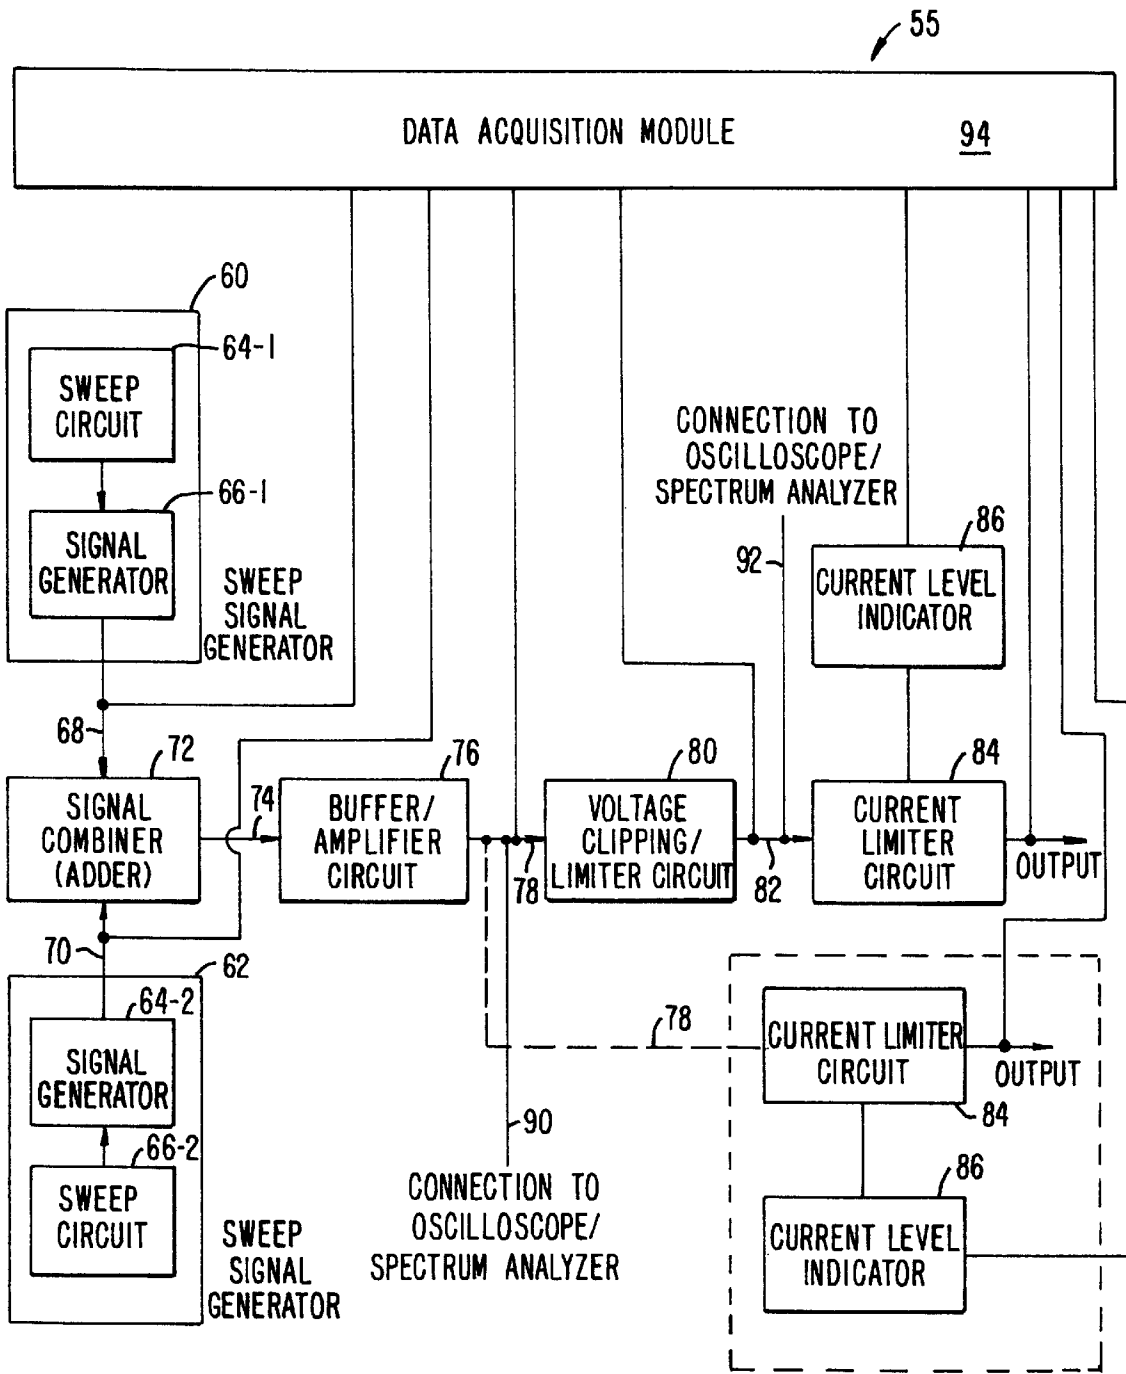 55
DATA ACQUISITION MODULE
94
60
64-1
SWEEP
CIRCUIT
66-1
SIGNAL
GENERATOR
SWEEP
SIGNAL
GENERATOR
CONNECTION TO
OSCILLOSCOPE/
SPECTRUM ANALYZER
92
86
CURRENT LEVEL
INDICATOR
68
72
SIGNAL
COMBINER
(ADDER)
74
76
BUFFER/
AMPLIFIER
CIRCUIT
78
80
VOLTAGE
CLIPPING/
LIMITER CIRCUIT
82
84
CURRENT
LIMITER
CIRCUIT
OUTPUT
70
62
64-2
SIGNAL
GENERATOR
66-2
SWEEP
CIRCUIT
SWEEP
SIGNAL
GENERATOR
90
CONNECTION TO
OSCILLOSCOPE/
SPECTRUM ANALYZER
78
CURRENT LIMITER
CIRCUIT
84
OUTPUT
86
CURRENT LEVEL
INDICATOR